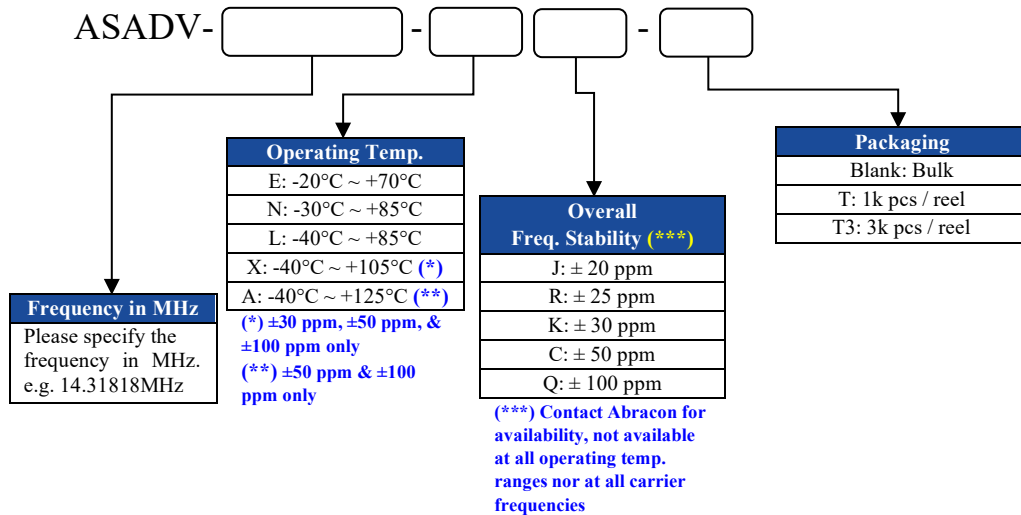 ASADV- - -
Operating Temp.
E: -20°C ~ +70°C
N: -30°C ~ +85°C
L: -40°C ~ +85°C
X: -40°C ~ +105°C (*)
A: -40°C ~ +125°C (**)
(*) ±30 ppm, ±50 ppm, &
±100 ppm only
(**) ±50 ppm & ±100
ppm only
Frequency in MHz
Please specify the
frequency in MHz.
e.g. 14.31818MHz
Overall
Freq. Stability (***)
J: ± 20 ppm
R: ± 25 ppm
K: ± 30 ppm
C: ± 50 ppm
Q: ± 100 ppm
(***) Contact Abracon for
availability, not available
at all operating temp.
ranges nor at all carrier
frequencies
Packaging
Blank: Bulk
T: 1k pcs / reel
T3: 3k pcs / reel